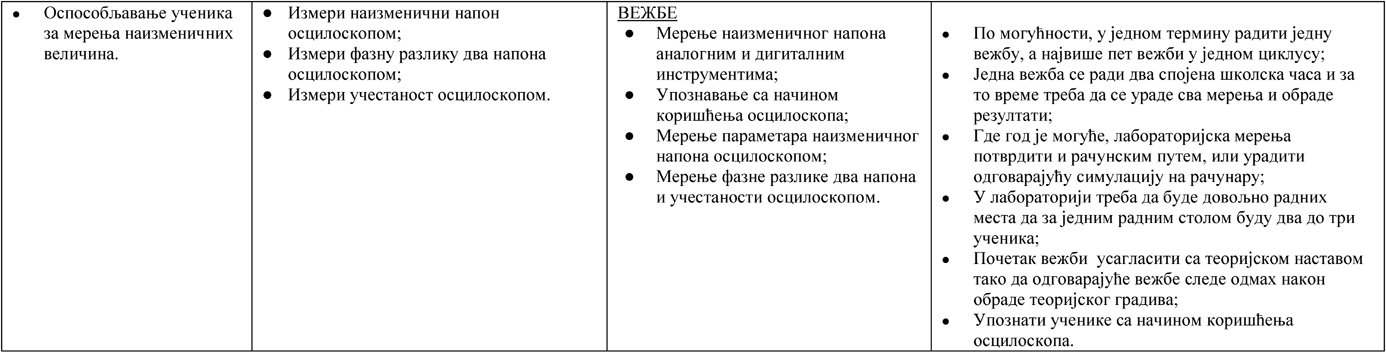 ● Оспособљавање ученика
за мерења наизменичних
величина.
● Измери наизменични напон
осцилоскопом;
● Измери фазну разлику два напона
осцилоскопом;
● Измери учестаност осцилоскопом.
ВЕЖБЕ
● Мерење наизменичног напона
аналогним и дигиталним
инструментима;
● Упознавање са начином
коришћења осцилоскопа;
● Мерење параметара наизменичног
напона осцилоскопом;
● Мерење фазне разлике два напона
и учестаности осцилоскопом.
● По могућности, у једном термину радити једну
вежбу, а највише пет вежби у једном циклусу;
● Једна вежба се ради два спојена школска часа и за
то време треба да се ураде сва мерења и обраде
резултати;
● Где год је могуће, лабораторијска мерења
потврдити и рачунским путем, или урадити
одговарајућу симулацију на рачунару;
● У лабораторији треба да буде довољно радних
места да за једним радним столом буду два до три
ученика;
● Почетак вежби усагласити са теоријском наставом
тако да одговарајуће вежбе следе одмах након
обраде теоријског градива;
● Упознати ученике са начином коришћења
осцилоскопа.